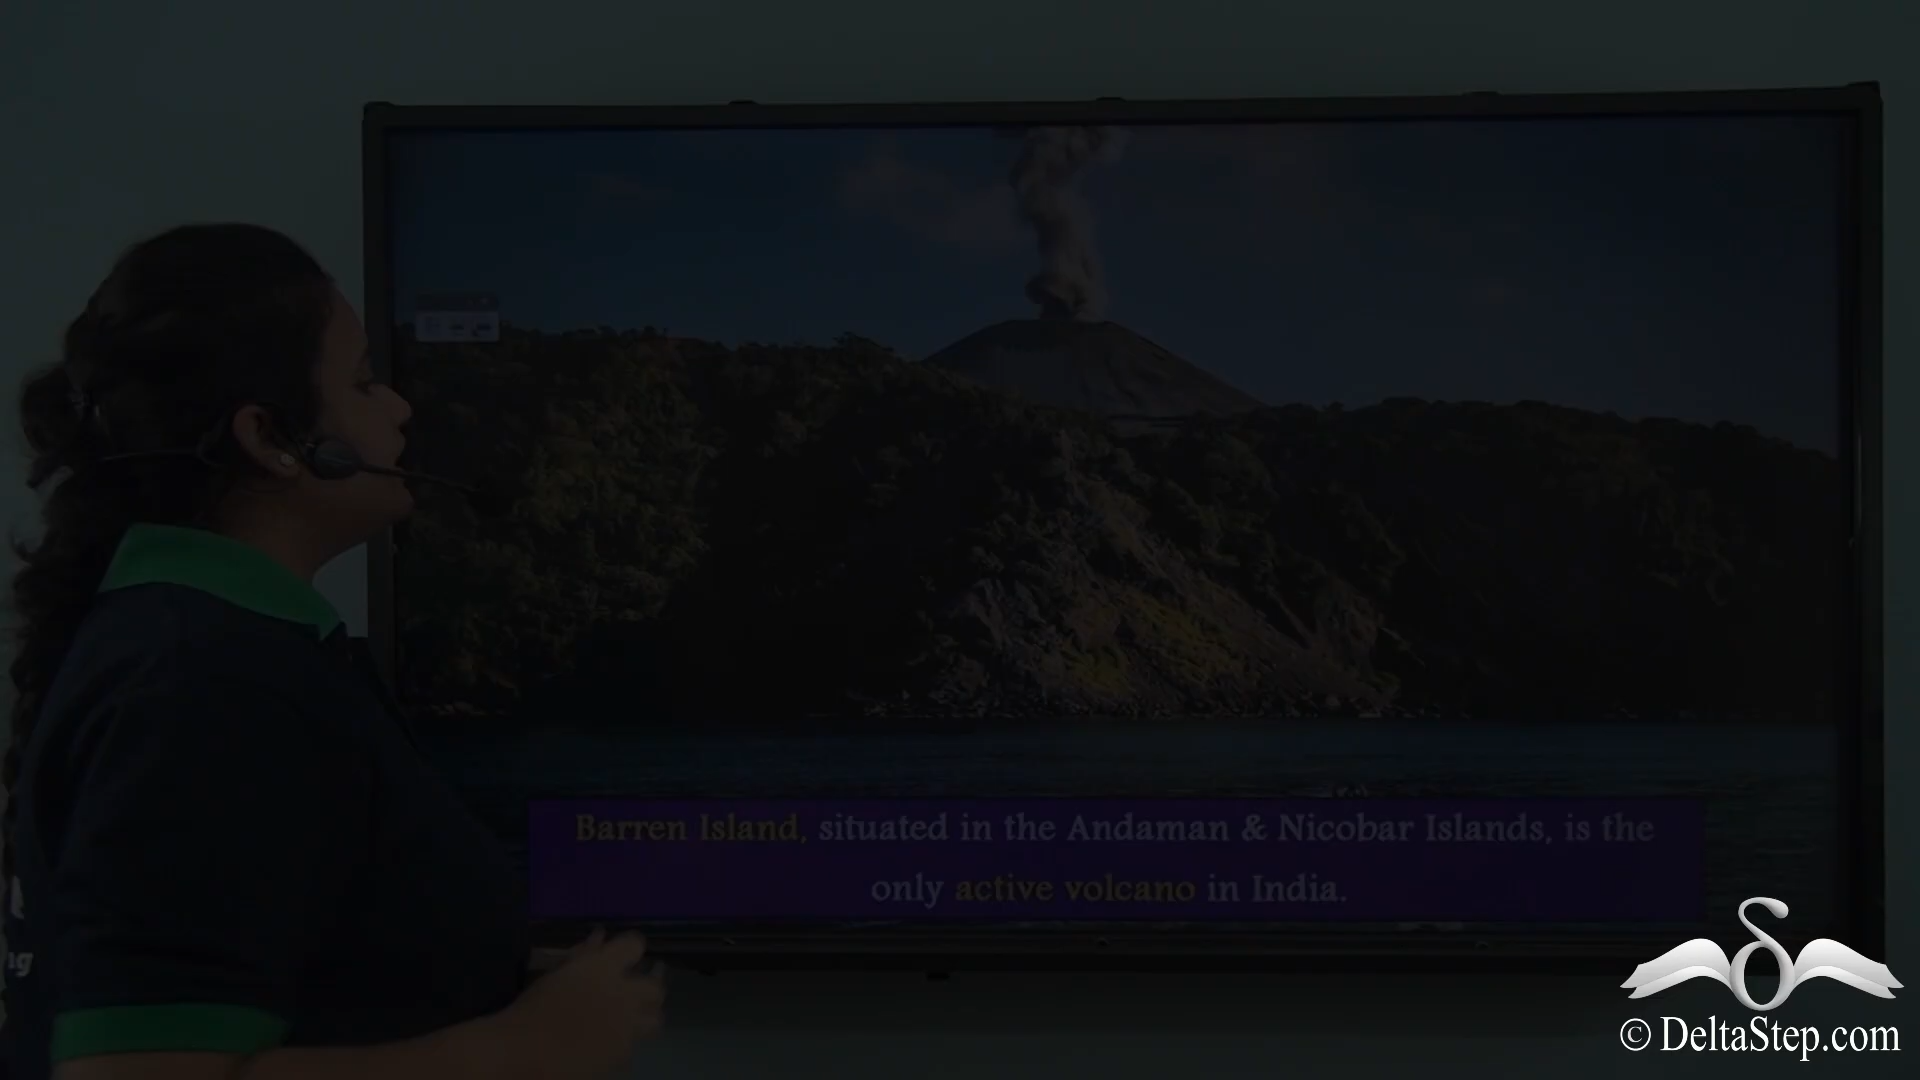 Barren Island, situated in the Andaman & Nicobar Islands, is the
only active volcano in India.
© DeltaStep.com